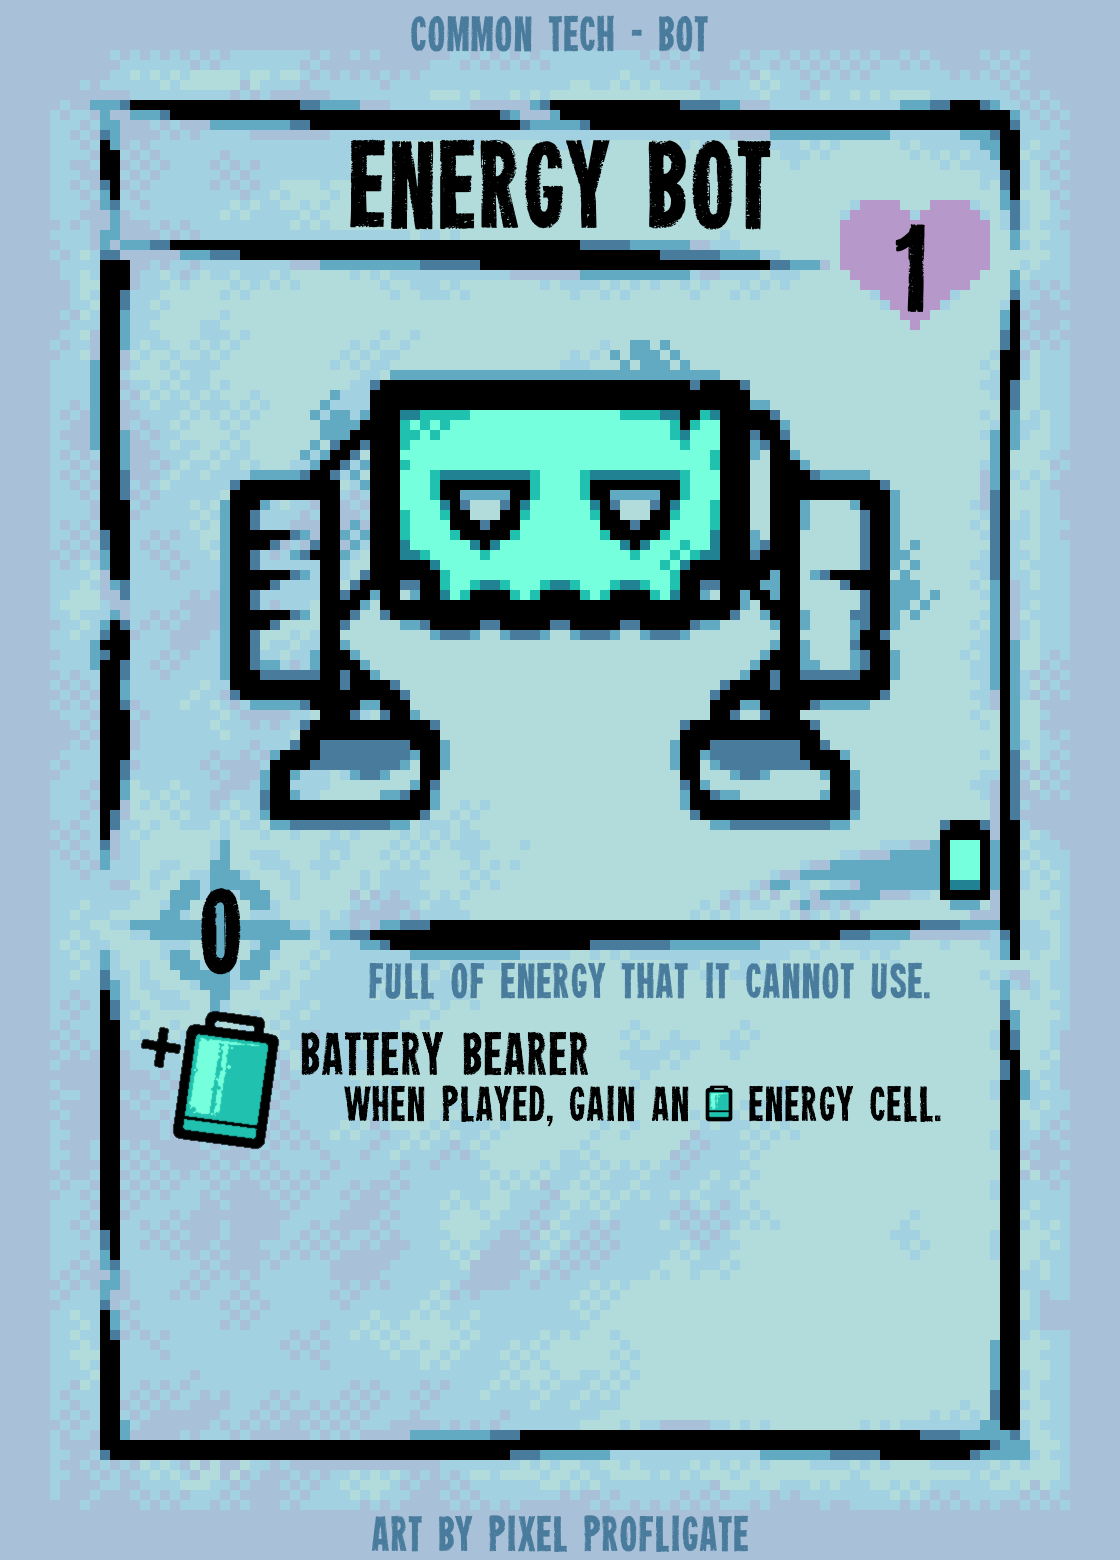 COMMON TECH - BOT
ENERGY BOT
1
0
FULL OF ENERGY THAT IT CANNOT USE.
+
BATTERY BEARER
WHEN PLAYED, GAIN AN ENERGY CELL.
ART BY PIXEL PROFLIGATE